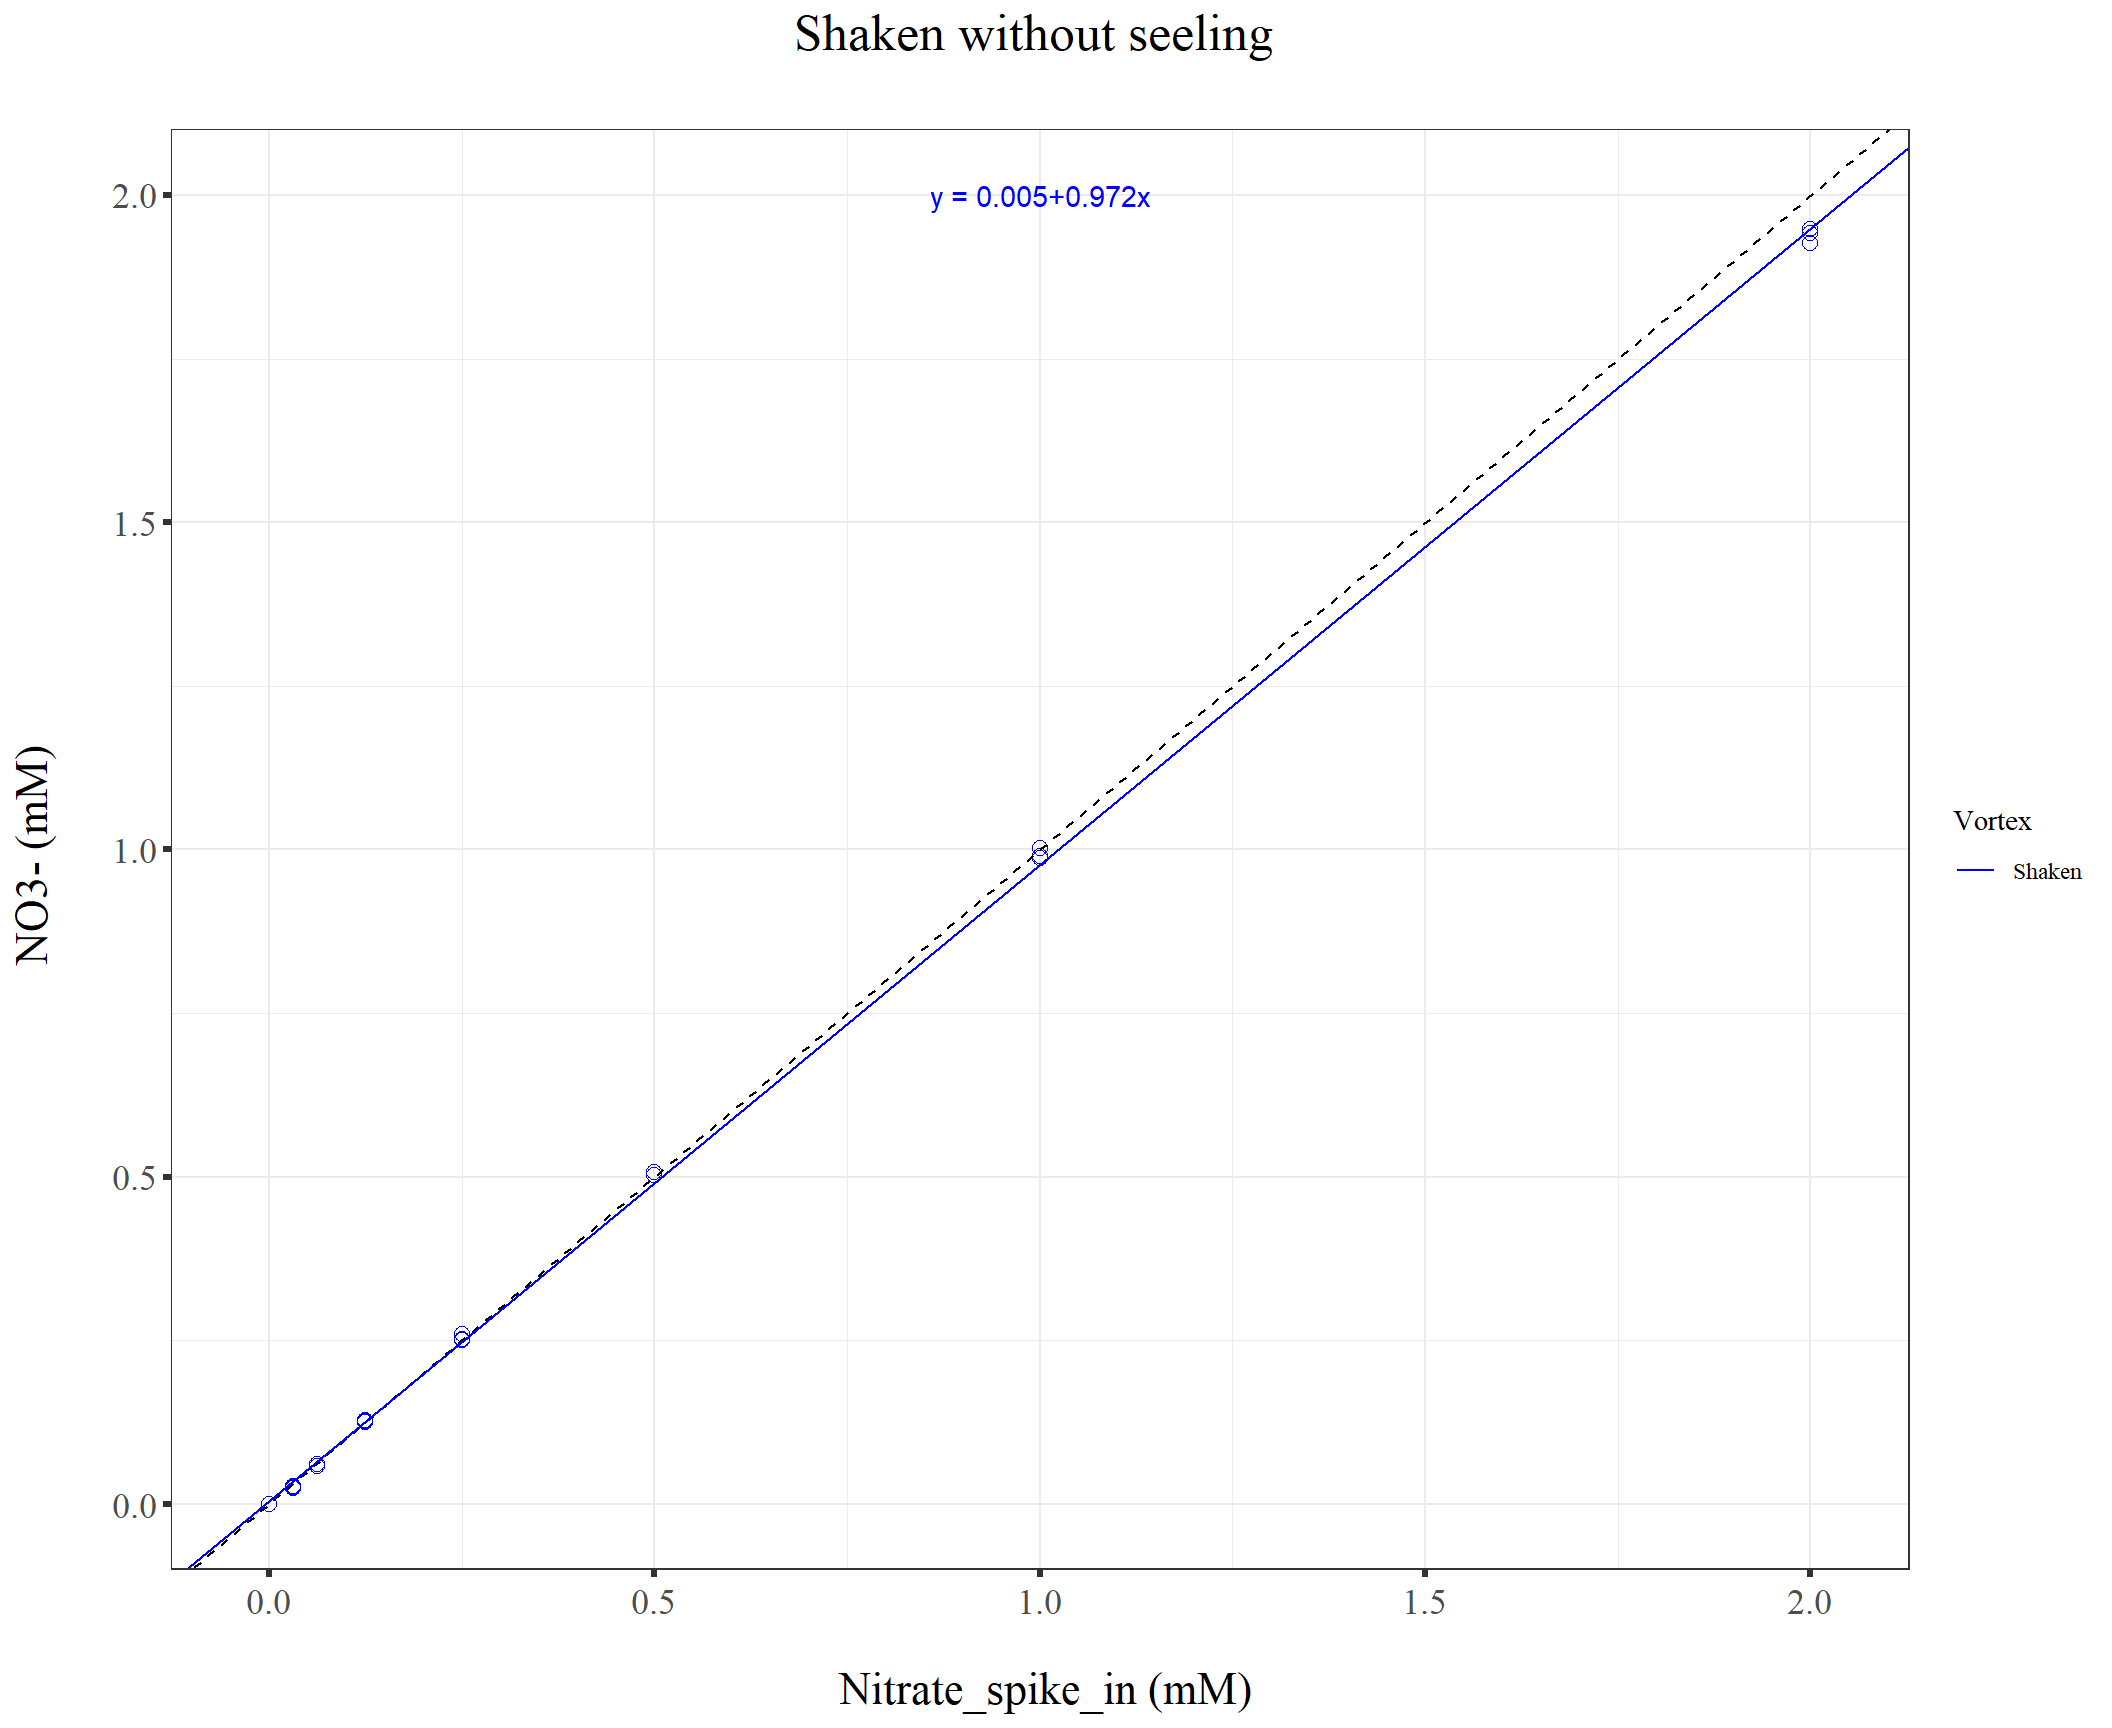 Shaken without seeling
y = 0.005+0.972x
2.0
1.5
1.0
0.5
0.0
NO3- (mM)
0.0 0.5 1.0 1.5 2.0
Nitrate_spike_in (mM)
Vortex
Shaken